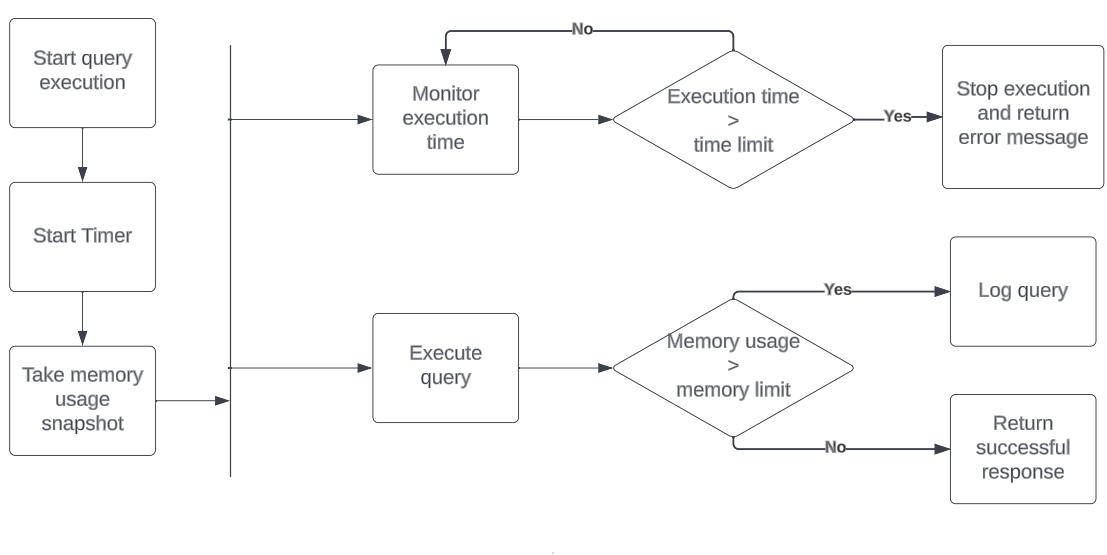 Start query
execution
Start Timer
Take memory
usage
snapshot
Monitor
execution
time
No
Execution time
>
time limit
Yes
Stop execution
and return
error message
Execute
query
Memory usage
>
memory limit
Yes
Log query
No
Return
successful
response